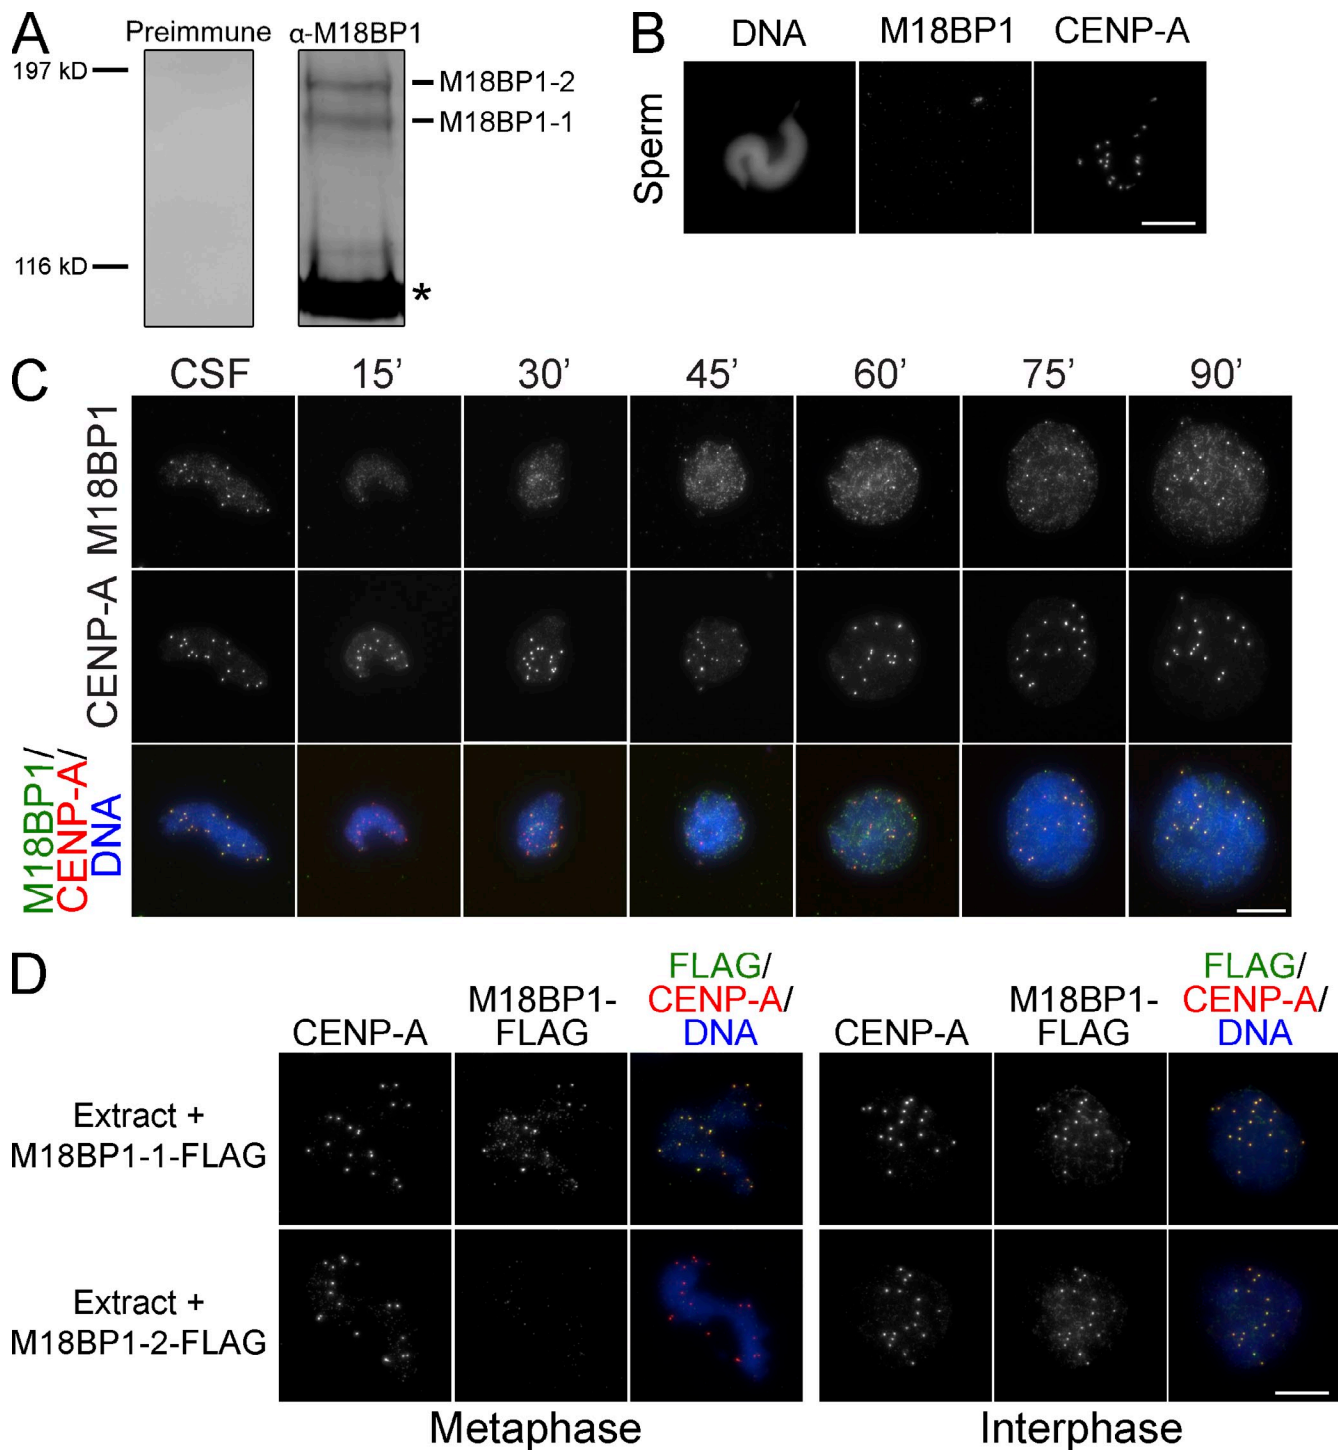 A
Preimmune
α-M18BP1
197 kD
116 kD
M18BP1-2
M18BP1-1
*
B
DNA
M18BP1
CENP-A
Sperm
C
CSF
15’
30’
45’
60’
75’
90’
M18BP1
CENP-A
M18BP1/
CENP-A/
DNA
D
CENP-A
M18BP1-
FLAG
FLAG/
CENP-A/
DNA
CENP-A
M18BP1-
FLAG
FLAG/
CENP-A/
DNA
Extract +
M18BP1-1-FLAG
Extract +
M18BP1-2-FLAG
Metaphase
Interphase